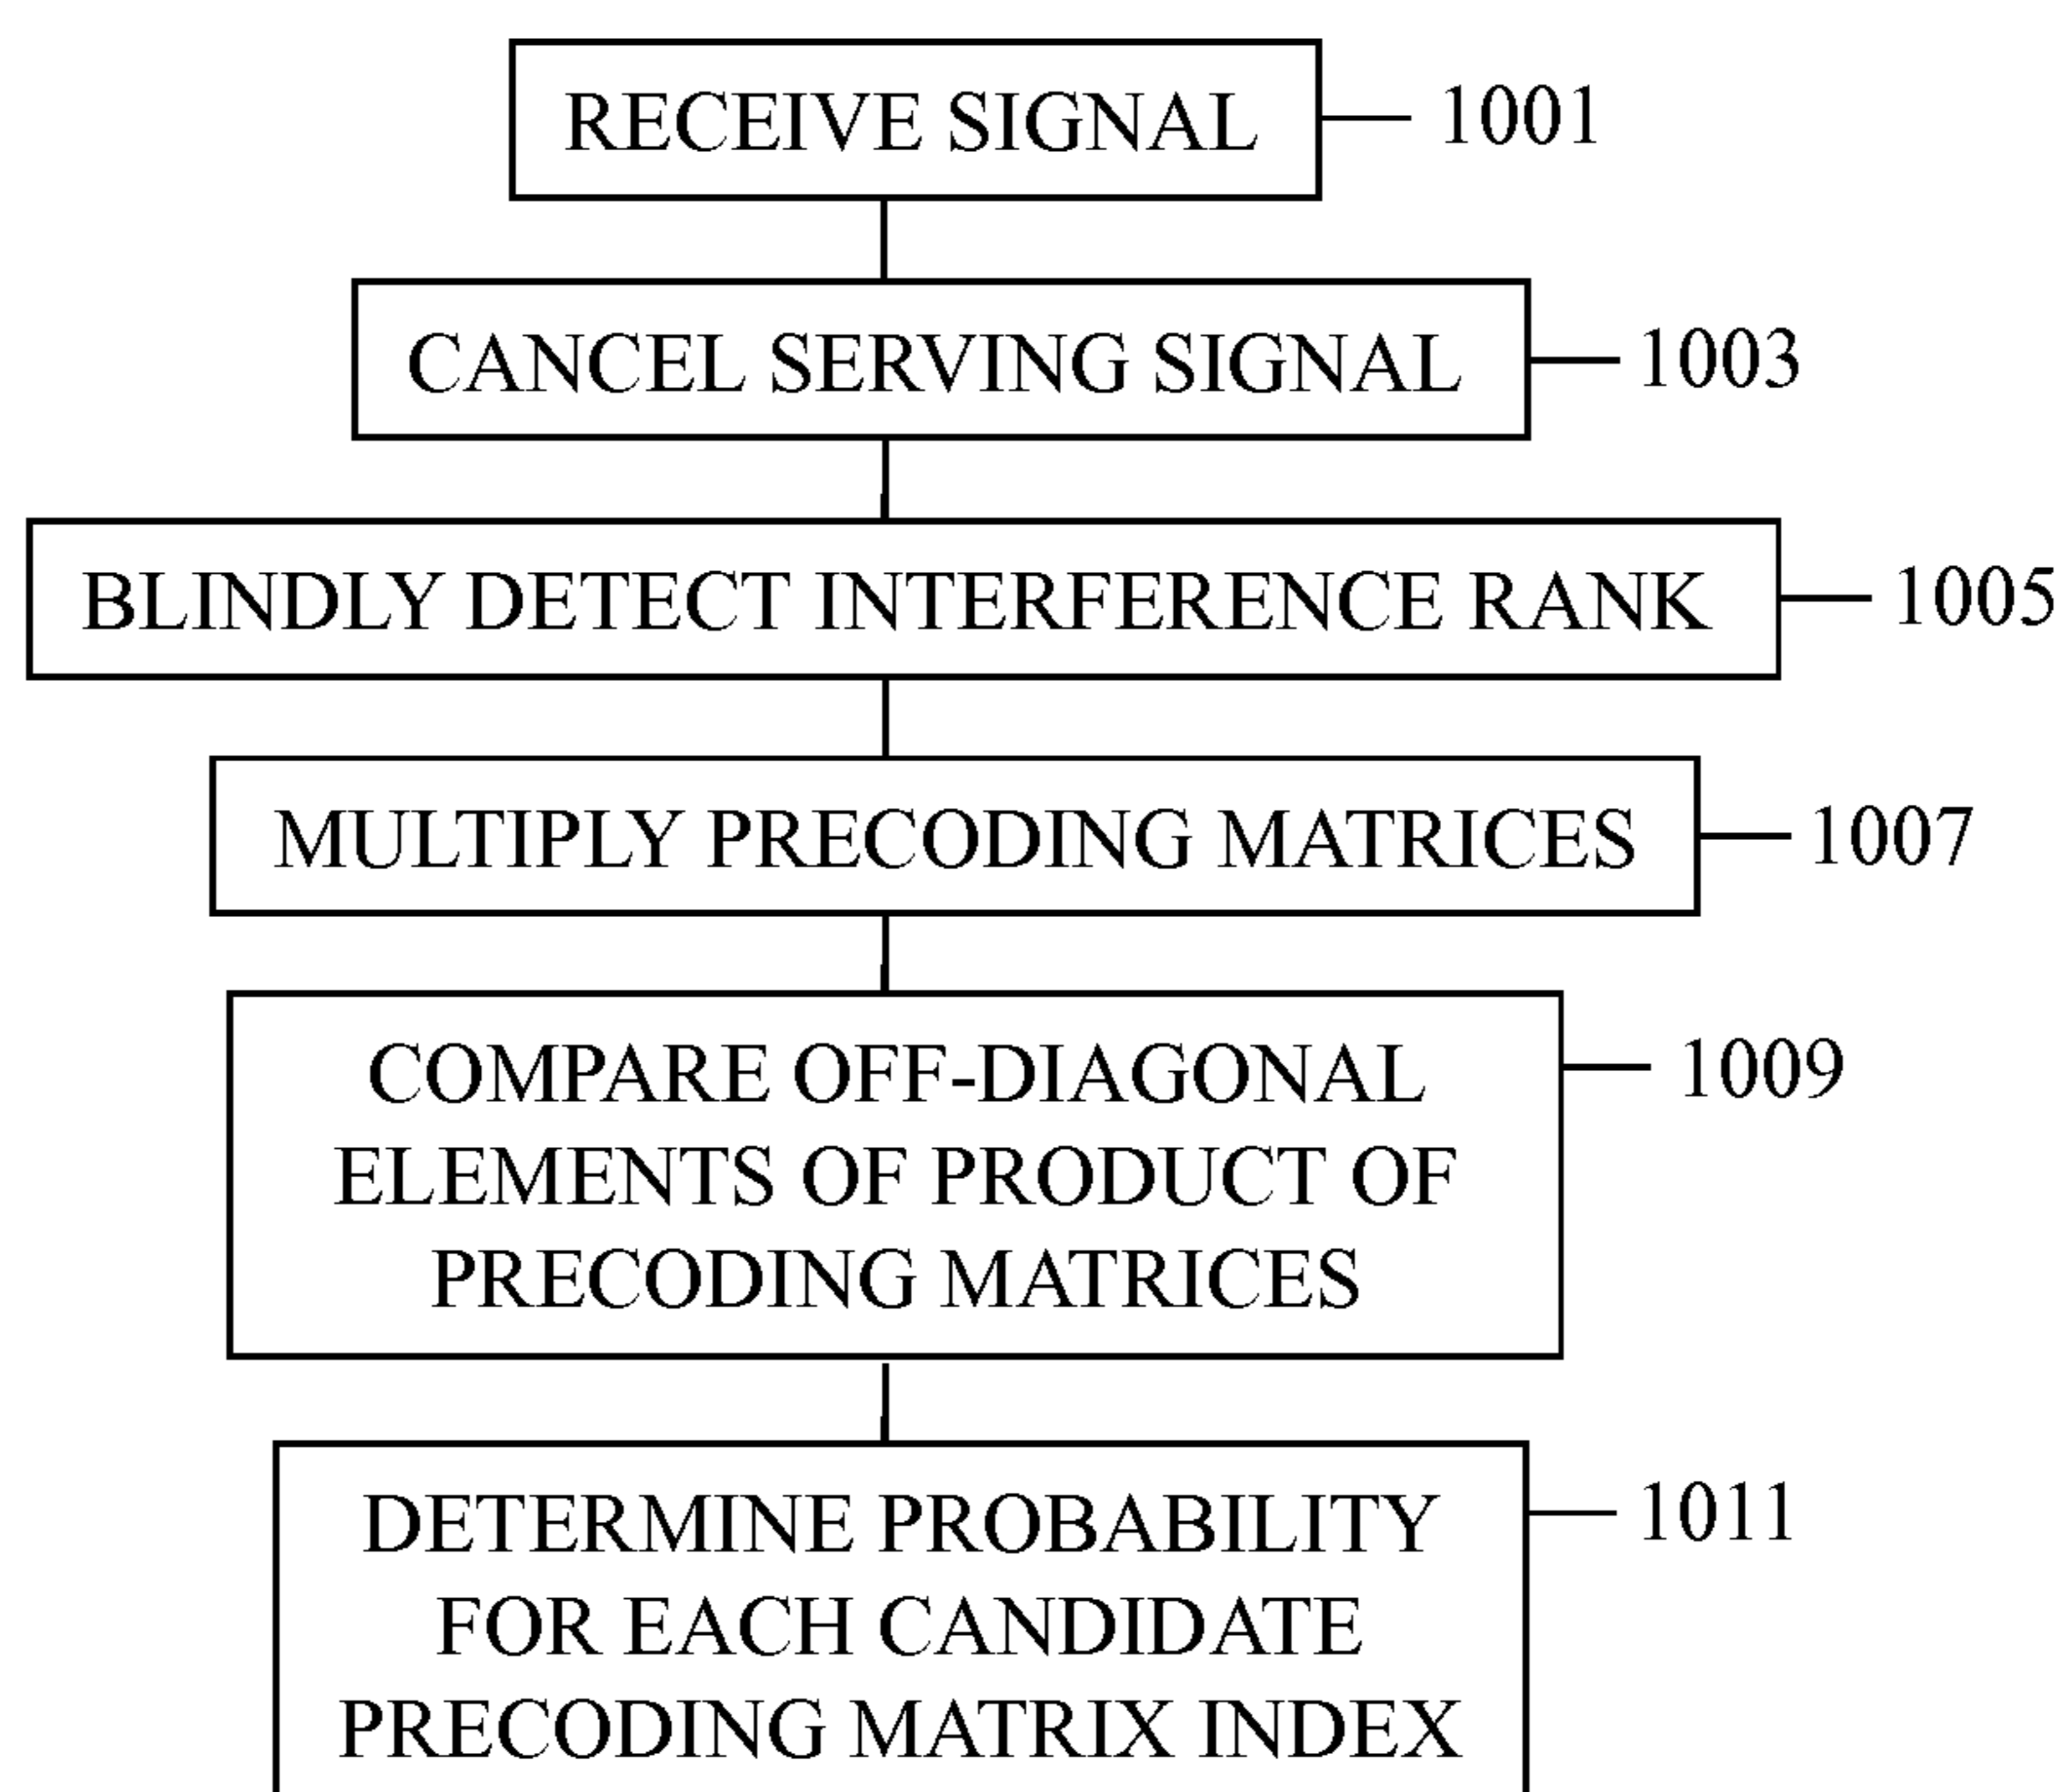 RECEIVE SIGNAL 1001
CANCEL SERVING SIGNAL 1003
BLINDLY DETECT INTERFERENCE RANK 1005
MULTIPLY PRECODING MATRICES 1007
COMPARE OFF-DIAGONAL 1009
ELEMENTS OF PRODUCT OF
PRECODING MATRICES
DETERMINE PROBABILITY 1011
FOR EACH CANDIDATE
PRECODING MATRIX INDEX